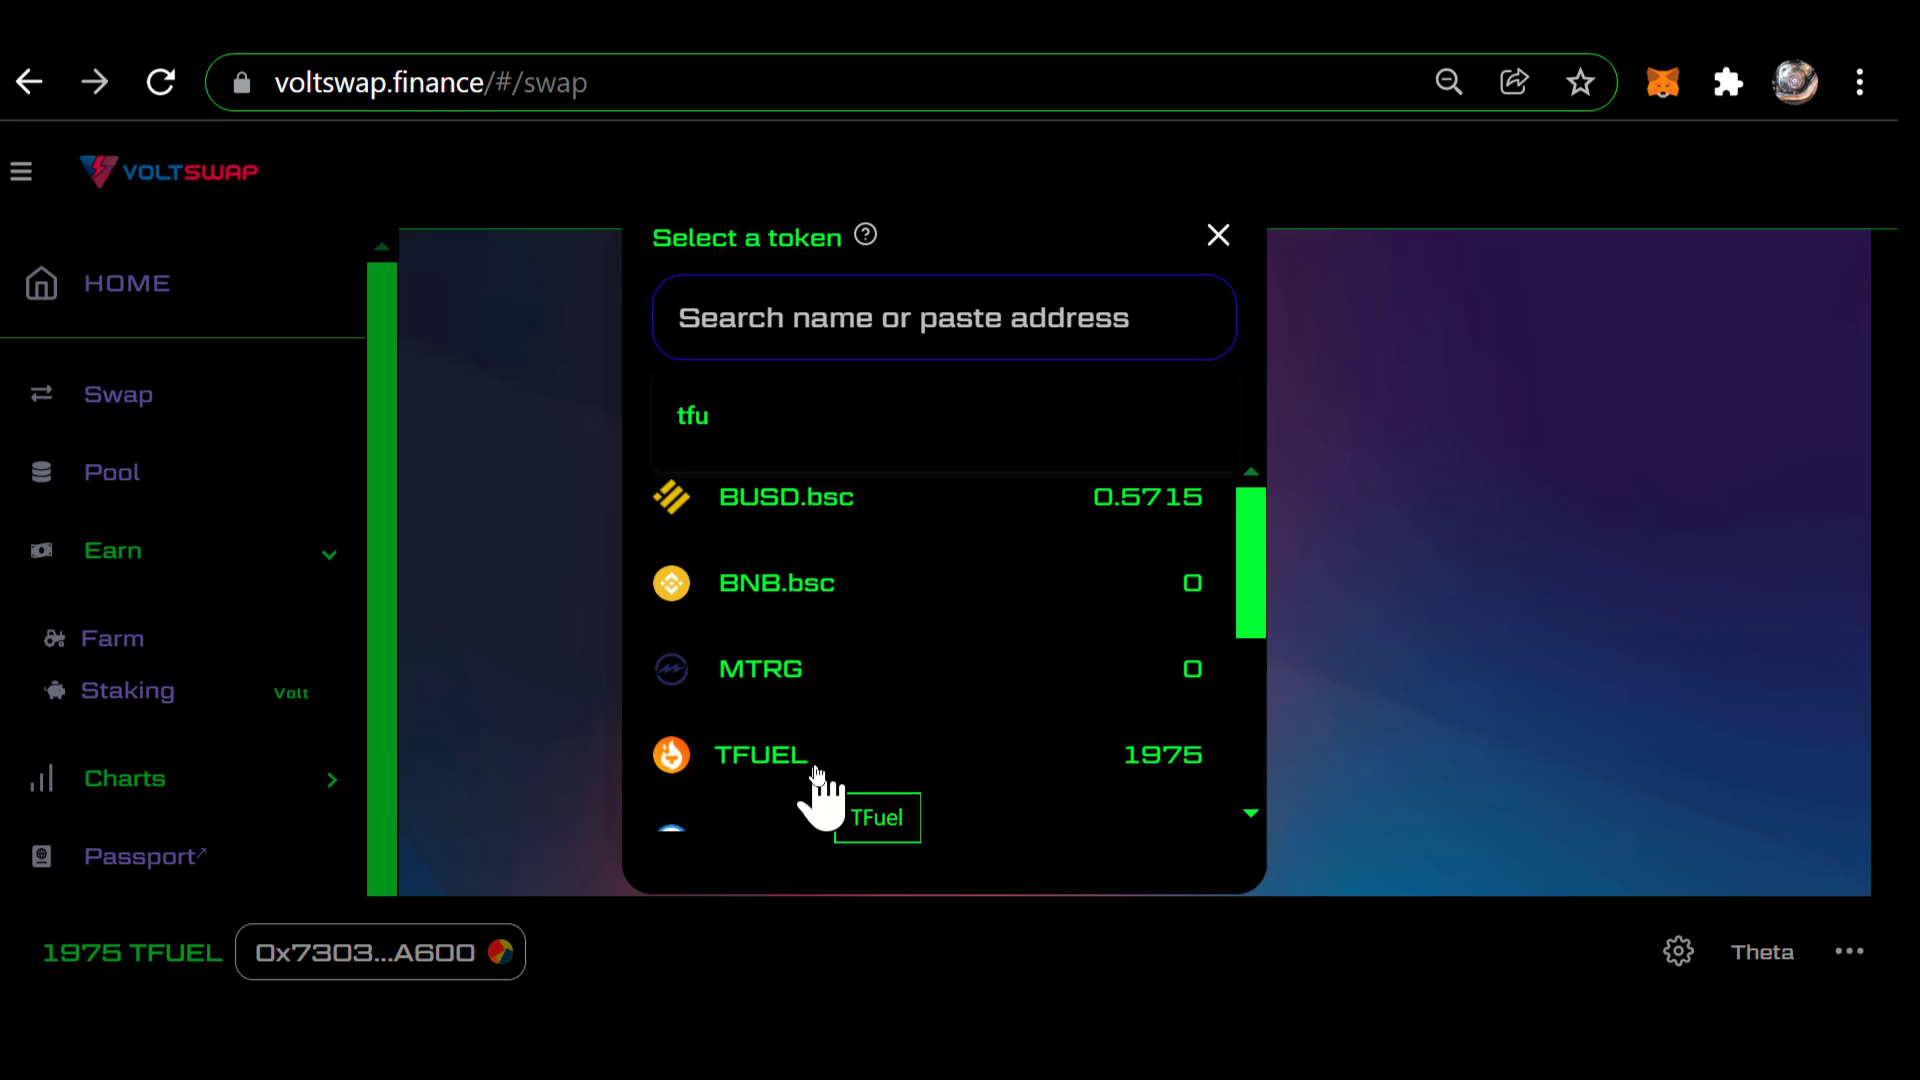 voltswap.finance/#/swap
VOLTSWAP
HOME
Swap
Pool
Earn
Farm
Staking Volt
Charts
Passport↗
Select a token ?
Search name or paste address
tfu
BUSD.bsc 0.5715
BNB.bsc 0
MTRG 0
TFUEL 1975
TFuel
1975 TFUEL 0x7303...A600
Theta ...